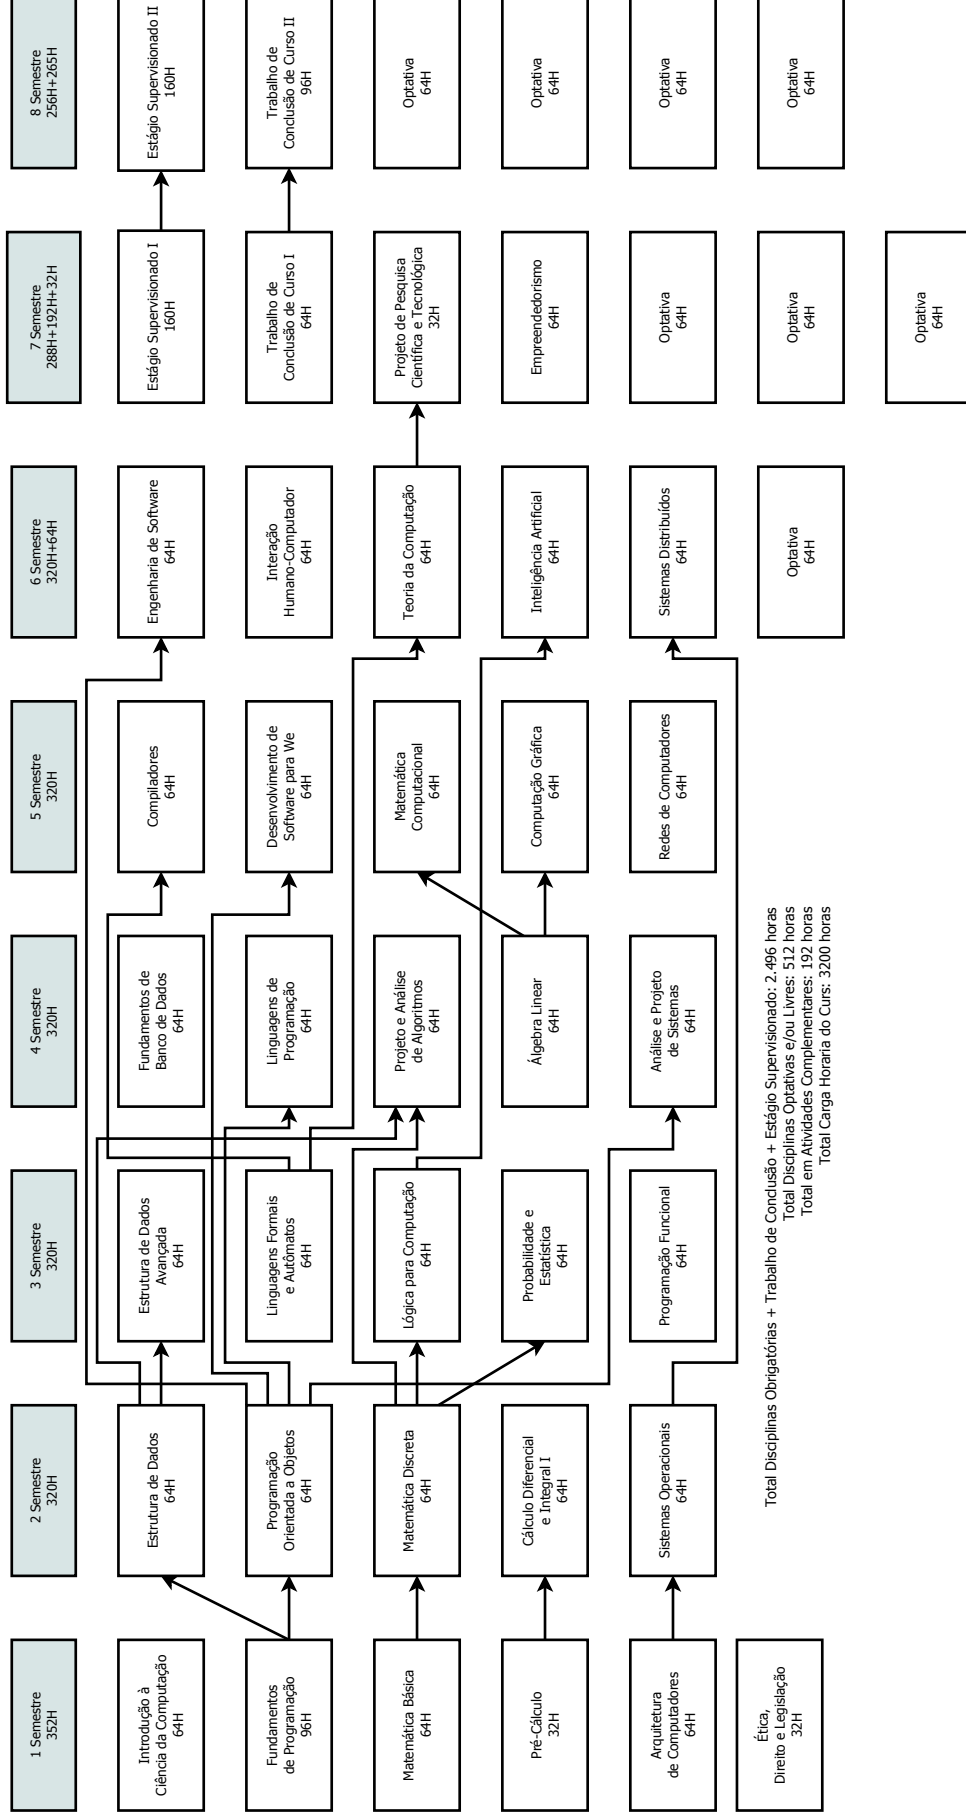 1 Semestre
352H
Introdução à
Ciência da Computação
64H
Fundamentos
de Programação
96H
Matemática Básica
64H
Pré-Cálculo
32H
Arquitetura
de Computadores
64H
Ética,
Direito e Legislação
32H
2 Semestre
320H
Estrutura de Dados
64H
Programação
Orientada a Objetos
64H
Matemática Discreta
64H
Cálculo Diferencial
e Integral I
64H
Sistemas Operacionais
64H
3 Semestre
320H
Estrutura de Dados
Avançada
64H
Linguagens Formais
e Autômatos
64H
Lógica para Computação
64H
Probabilidade e
Estatística
64H
Programação Funcional
64H
4 Semestre
320H
Fundamentos de
Banco de Dados
64H
Linguagens de
Programação
64H
Projeto e Análise
de Algoritmos
64H
Álgebra Linear
64H
Análise e Projeto
de Sistemas
64H
5 Semestre
320H
Compiladores
64H
Desenvolvimento de
Software para We
64H
Matemática
Computacional
64H
Computação Gráfica
64H
Redes de Computadores
64H
6 Semestre
320H+64H
Engenharia de Software
64H
Interação
Humano-Computador
64H
Teoria da Computação
64H
Inteligência Artificial
64H
Sistemas Distribuídos
64H
Optativa
64H
7 Semestre
288H+192H+32H
Estágio Supervisionado I
160H
Trabalho de
Conclusão de Curso I
64H
Projeto de Pesquisa
Científica e Tecnológica
32H
Empreendedorismo
64H
Optativa
64H
Optativa
64H
Optativa
64H
8 Semestre
256H+265H
Estágio Supervisionado II
160H
Trabalho de
Conclusão de Curso II
96H
Optativa
64H
Optativa
64H
Optativa
64H
Optativa
64H
Total Disciplinas Obrigatórias + Trabalho de Conclusão + Estágio Supervisionado: 2.496 horas
Total Disciplinas Optativas e/ou Livres: 512 horas
Total em Atividades Complementares: 192 horas
Total Carga Horaria do Curs: 3200 horas